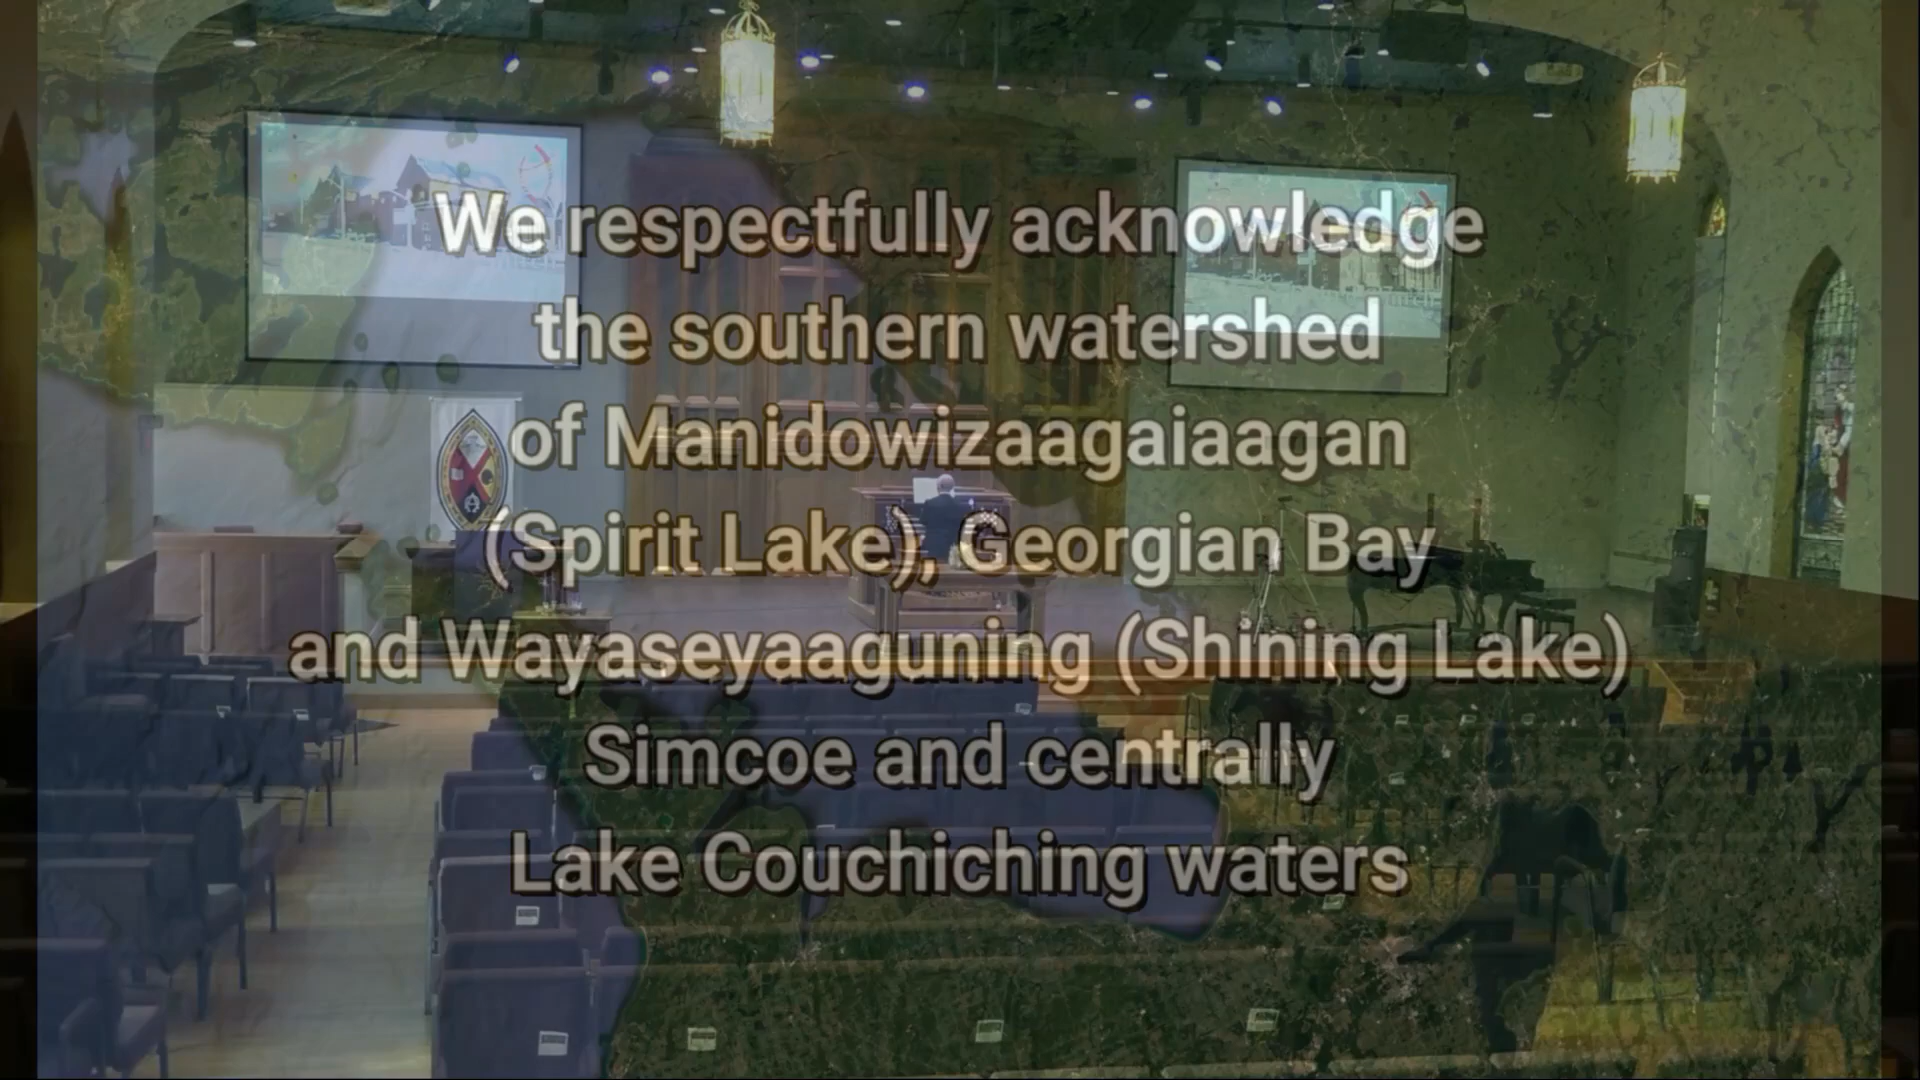 We respectfully acknowledge
the southern watershed
of Manidowizaagaiaagan
(Spirit Lake), Georgian Bay
and Wayaseyaaguning (Shining Lake)
Simcoe and centrally
Lake Couchiching waters